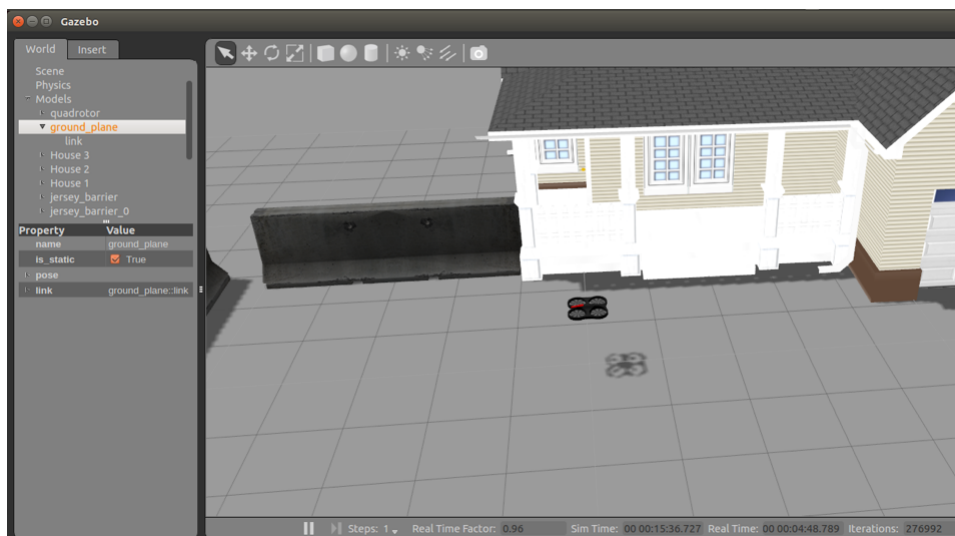 Gazebo
World Insert
Scene
Physics
Models
quadrotor
ground_plane
link
House 3
House 2
House 1
jersey_barrier
jersey_barrier_0
Property Value
name ground_plane
is_static True
pose
link ground_plane::link
Steps: 1 Real Time Factor: 0.96 Sim Time: 00 00:15:36.727 Real Time: 00 00:04:48.789 Iterations: 276992